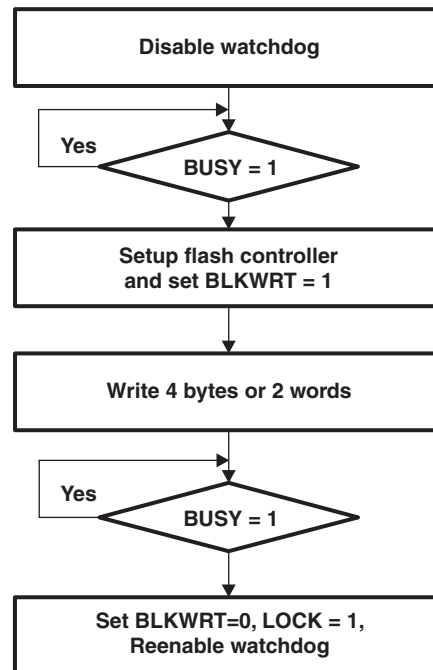 Disable watchdog
Yes
BUSY = 1
Setup flash controller
and set BLKWRT = 1
Write 4 bytes or 2 words
Yes
BUSY = 1
Set BLKWRT=0, LOCK = 1,
Reenable watchdog